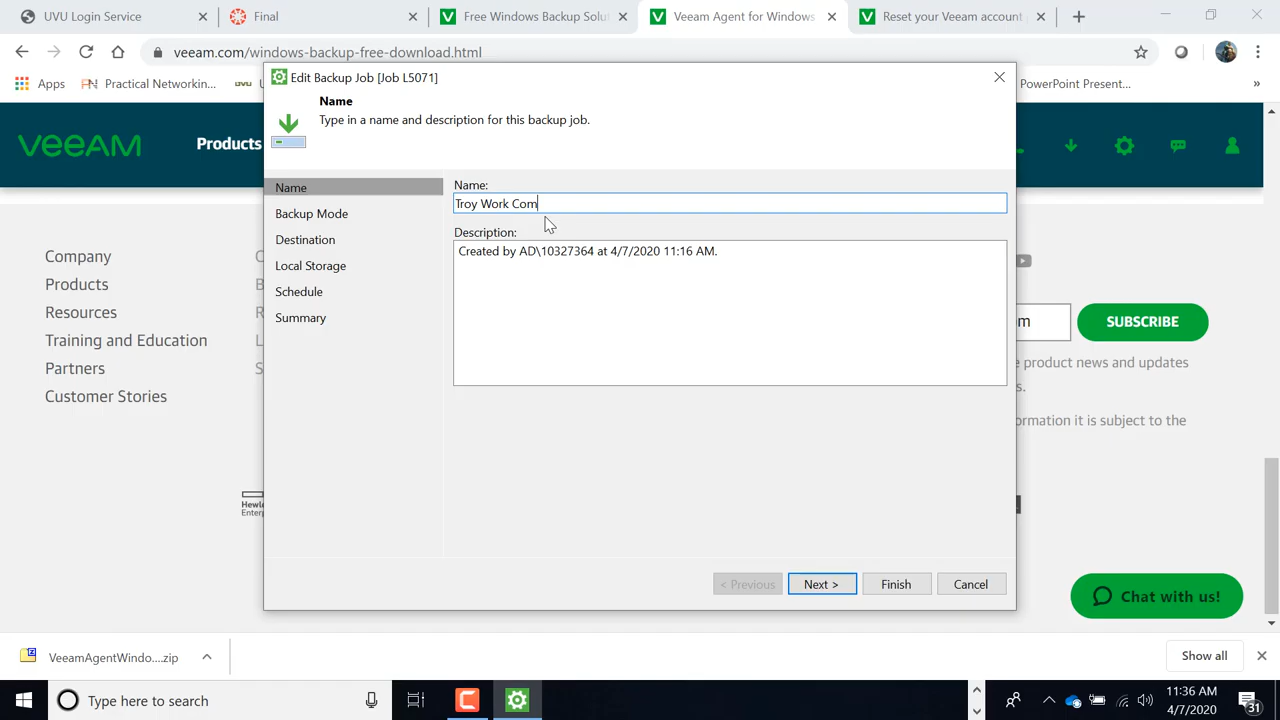 UVU Login Service
Final
Free Windows Backup Solu
Veeam Agent for Windows
Reset your Veeam account
veeam.com/windows-backup-free-download.html
Apps
Practical Networkin...
UVU
PowerPoint Present...
»
Edit Backup Job [Job L5071]
Name
Type in a name and description for this backup job.
VEEAM
Products
Name
Backup Mode
Destination
Local Storage
Schedule
Summary
Name:
Troy Work Com
Description:
Created by AD\10327364 at 4/7/2020 11:16 AM.
Company
Products
Resources
Training and Education
Partners
Customer Stories
m
SUBSCRIBE
e product news and updates
s.
ormation it is subject to the
Hewle
Enterp
< Previous
Next >
Finish
Cancel
Chat with us!
VeeamAgentWindo....zip
Show all
Type here to search
11:36 AM
4/7/2020
31